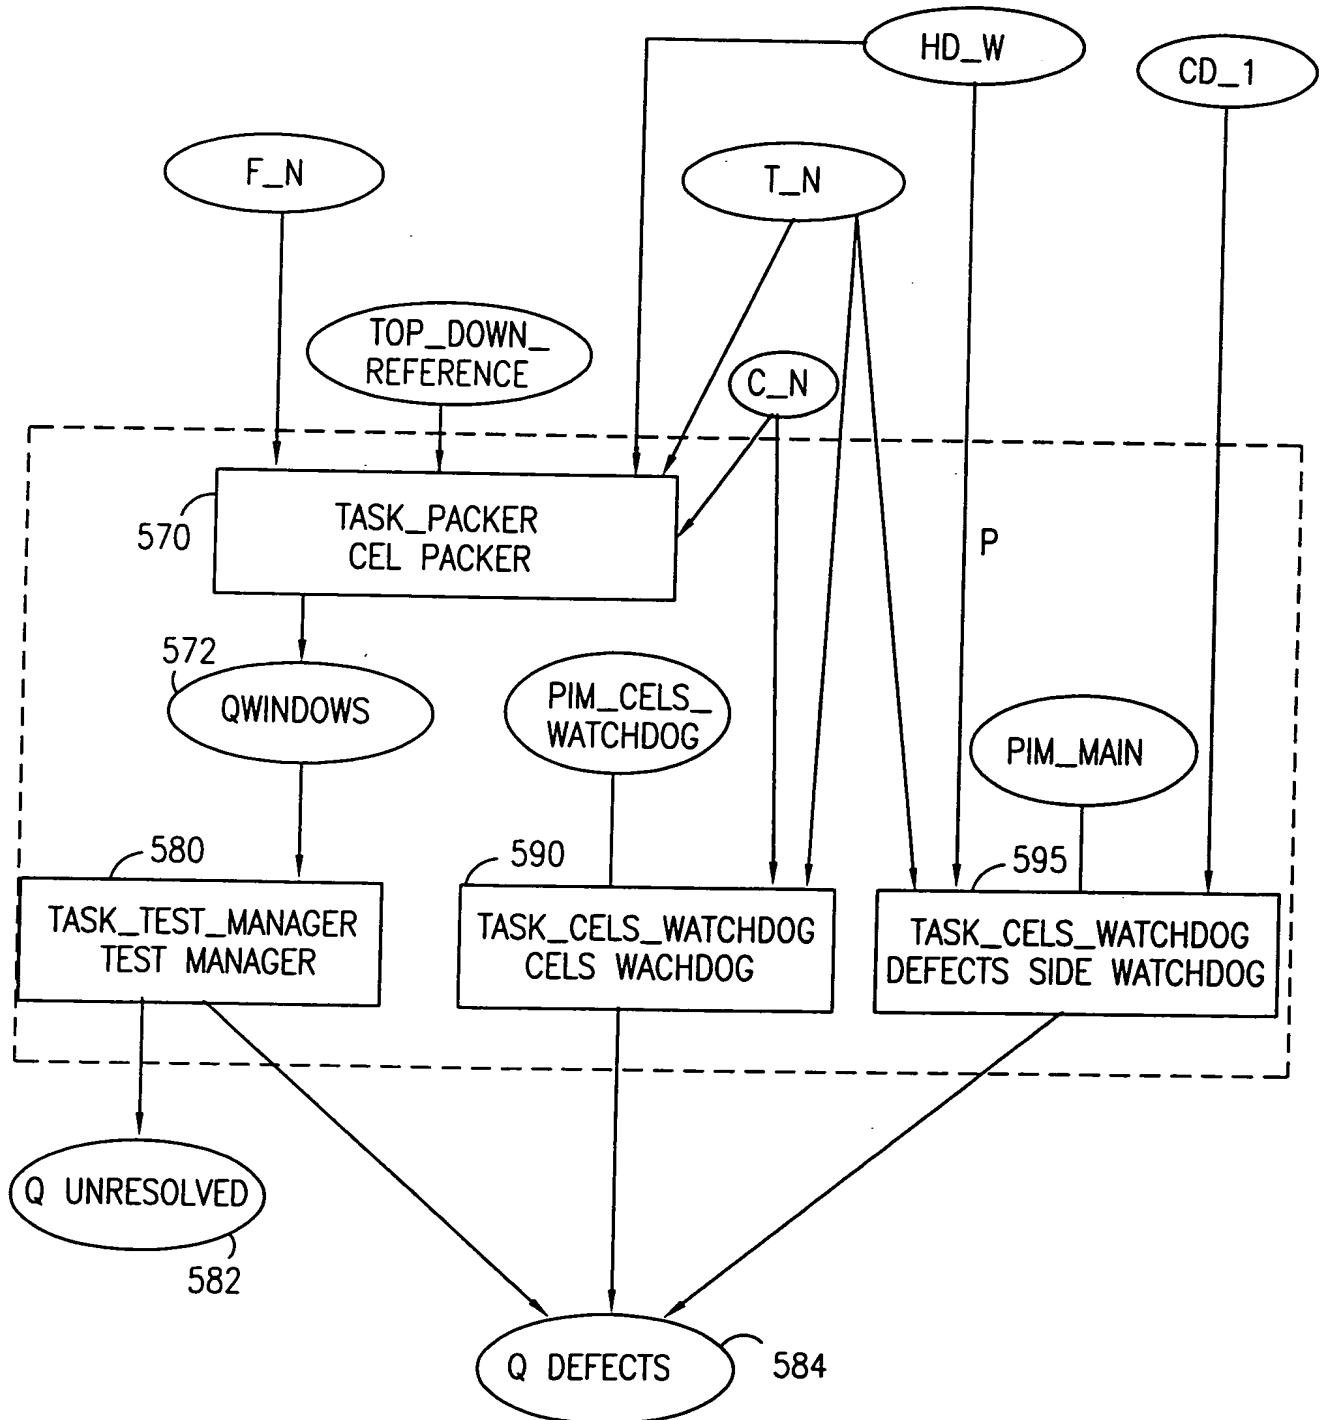 HD_W
CD_1
F_N
T_N
TOP_DOWN_
REFERENCE
C_N
570
TASK_PACKER
CEL PACKER
P
572
QWINDOWS
PIM_CELS_
WATCHDOG
PIM_MAIN
580
590
595
TASK_TEST_MANAGER
TEST MANAGER
TASK_CELS_WATCHDOG
CELS WACHDOG
TASK_CELS_WATCHDOG
DEFECTS SIDE WATCHDOG
Q UNRESOLVED
582
Q DEFECTS
584